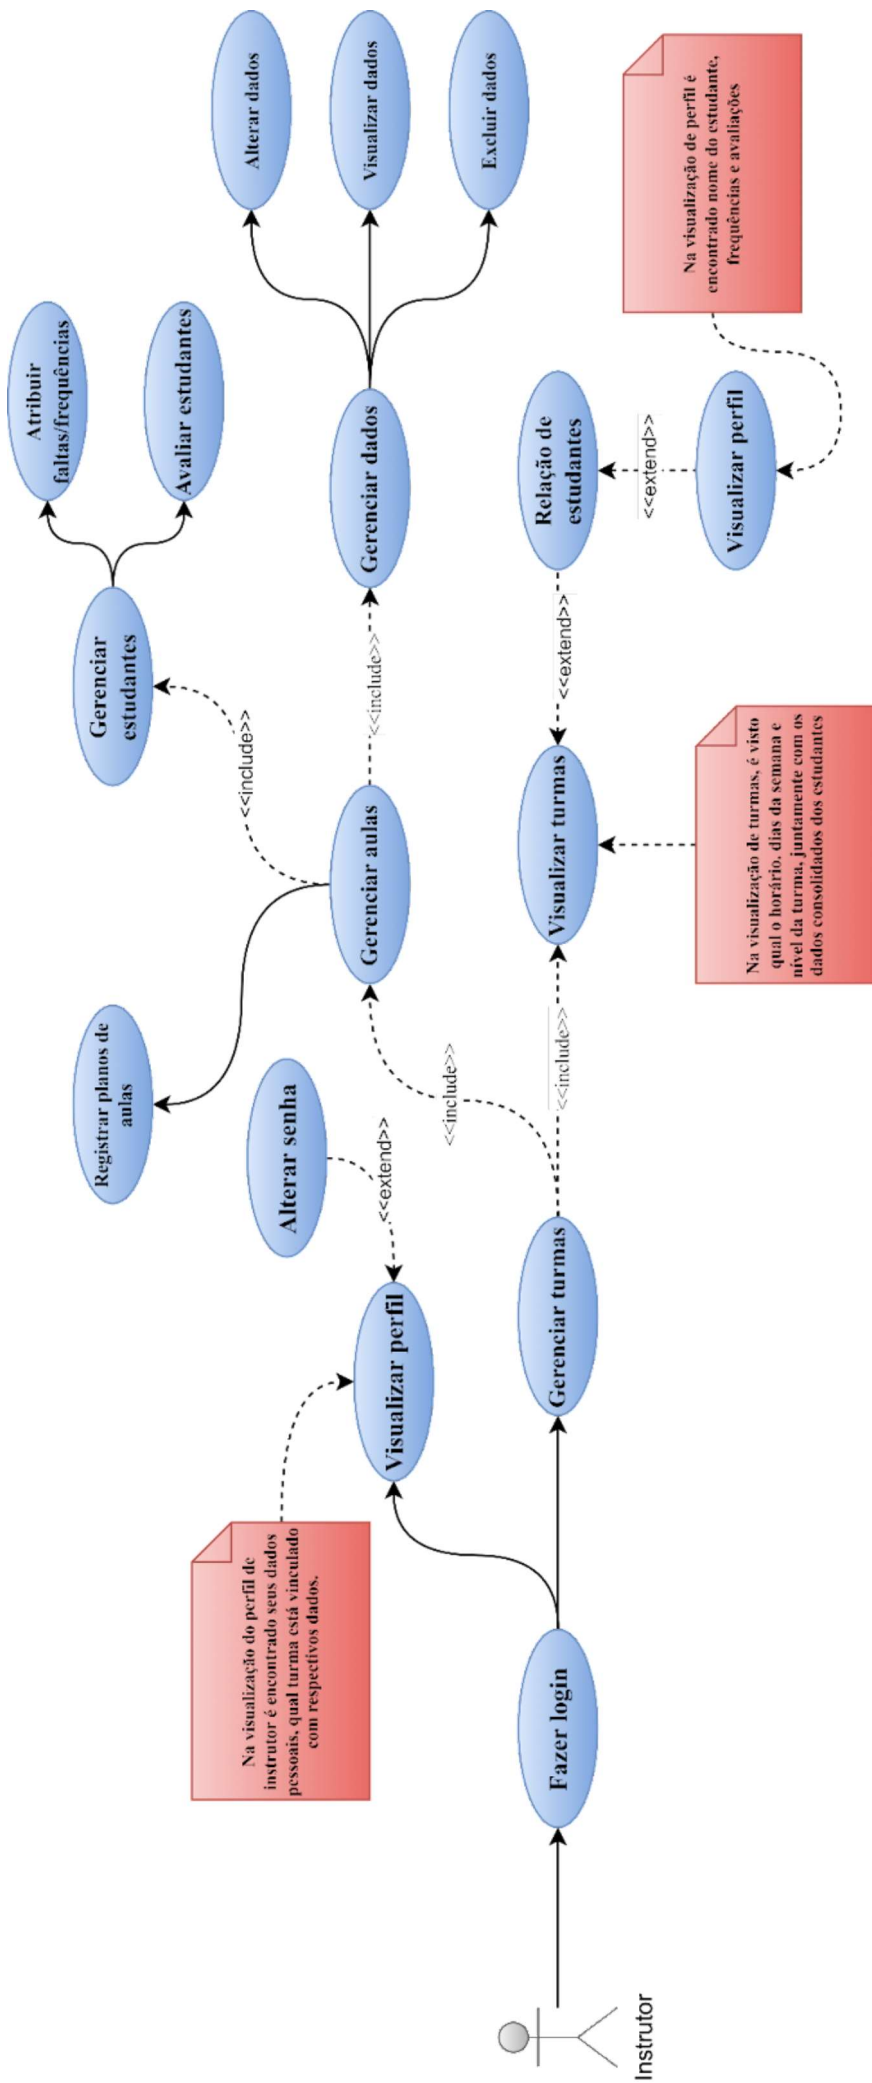 Instrutor
Fazer login
Na visualização do perfil de
instrutor é encontrado seus dados
pessoais, qual turma está vinculado
com respectivos dados.
Visualizar perfil
Alterar senha
<<extend>>
Gerenciar turmas
<<include>>
<<include>>
Registrar planos de
aulas
Gerenciar aulas
<<include>>
<<include>>
Gerenciar
estudantes
Atribuir
faltas/frequências
Avaliar estudantes
Gerenciar dados
Alterar dados
Visualizar dados
Excluir dados
Visualizar turmas
Na visualização de turmas, é visto
qual o horário, dias da semana e
nível da turma, juntamente com os
dados consolidados dos estudantes
<<extend>>
Relação de
estudantes
<<extend>>
Visualizar perfil
Na visualização de perfil é
encontrado nome do estudante,
frequências e avaliações